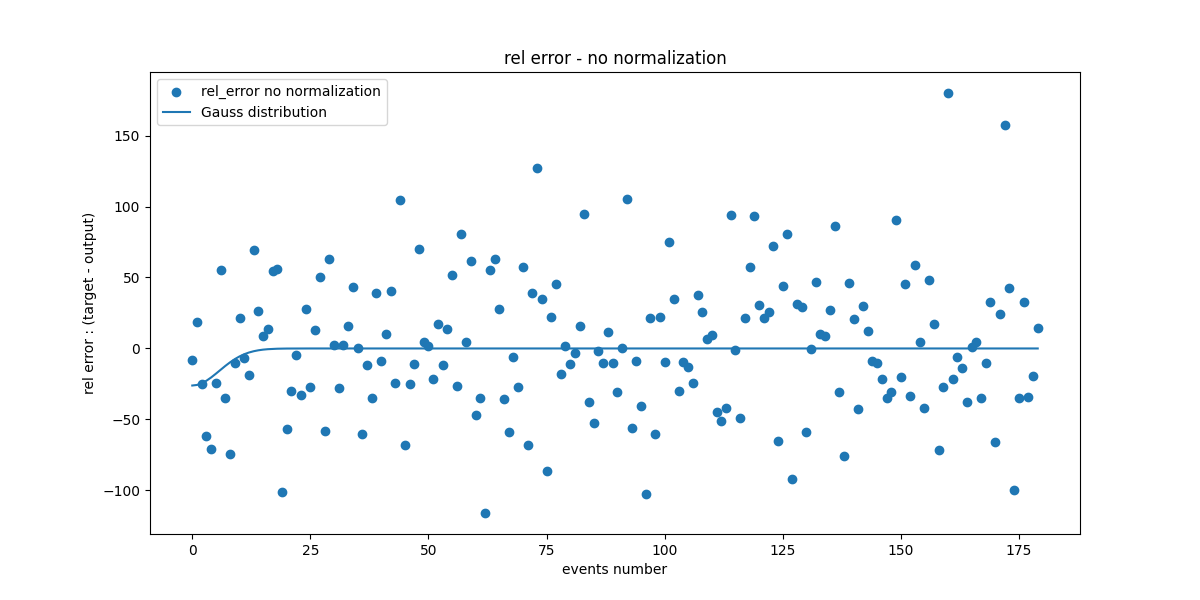 rel error - no normalization
rel_error no normalization
Gauss distribution
rel error : (target - output)
150
100
50
0
−50
−100
0 25 50 75 100 125 150 175
events number